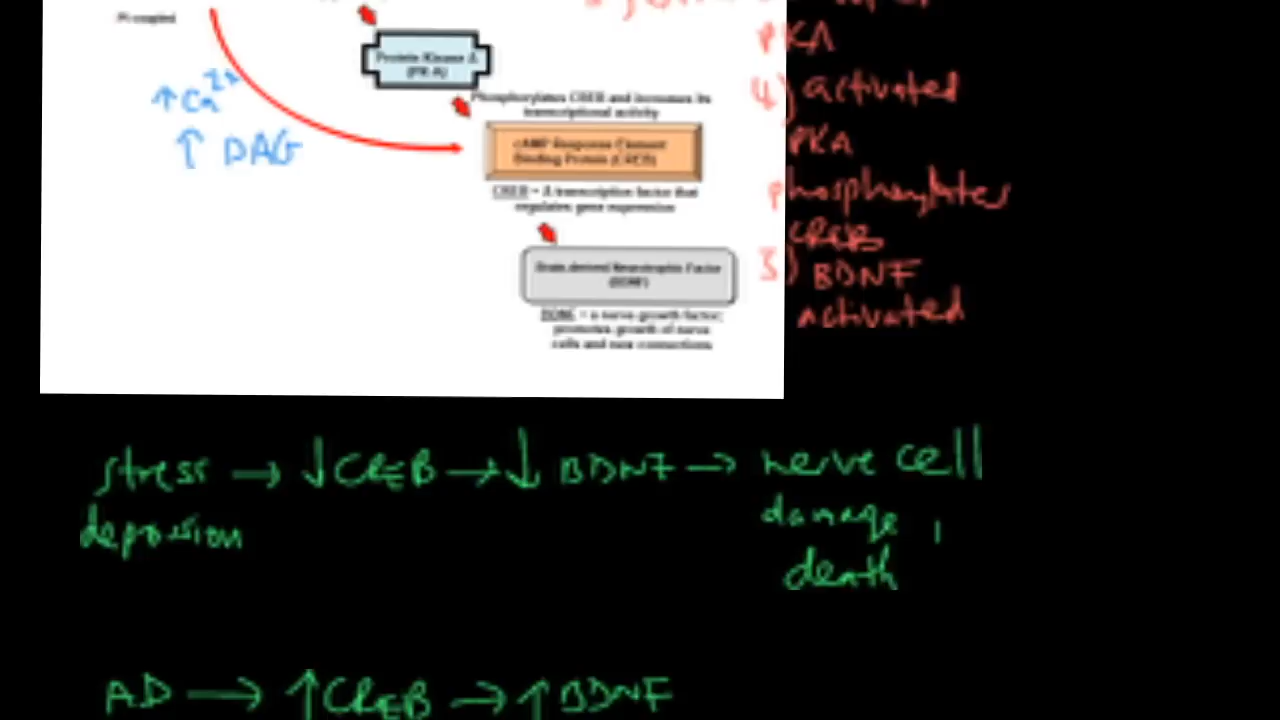 PI coupled
Protein Kinase A
(PKA)
Phosphorylates CREB and increases its
transcriptional activity
cAMP Response Element
Binding Protein (CREB)
CREB = A transcription factor that
regulates gene expression
Brain-derived Neurotrophic Factor
(BDNF)
BDNF = a nerve growth factor;
promotes growth of nerve
cells and new connections
↑ Ca2+
↑ DAG
PKA
4) activated
PKA
phosphorylates
CREB
5) BDNF
activated
stress → ↓ CREB → ↓ BDNF → nerve cell
depression
damage,
death
AD → ↑ CREB → ↑ BDNF